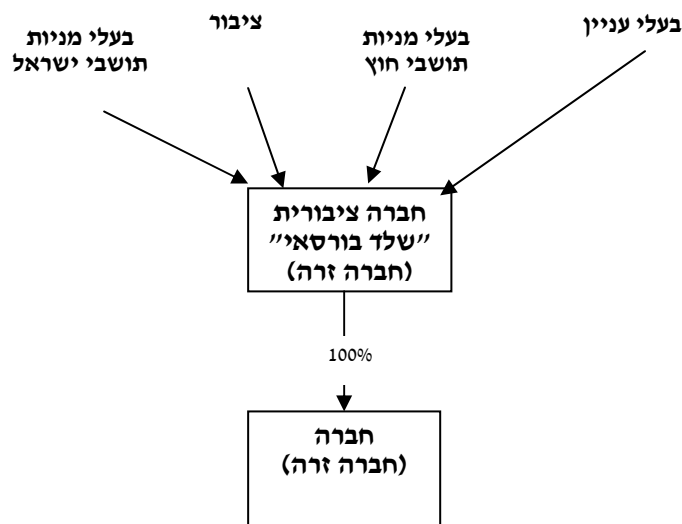 בעלי עניין
בעלי מניות
תושבי חוץ
ציבור
בעלי מניות
תושבי ישראל
חברה ציבורית
״שלד בורסאי״
(חברה זרה)
100%
חברה
(חברה זרה)